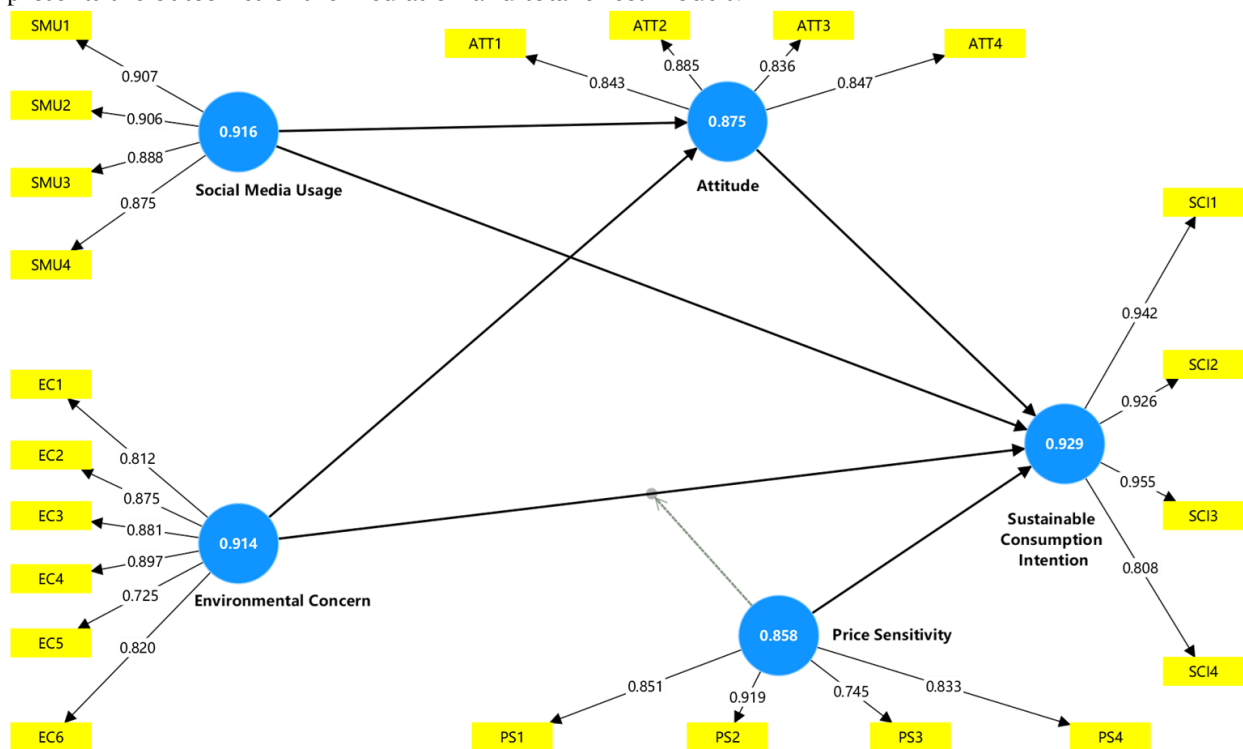 SMU1
SMU2
SMU3
SMU4
0.907
0.906
0.888
0.875
0.916
Social Media Usage
ATT1
ATT2
ATT3
ATT4
0.843
0.885
0.836
0.847
0.875
Attitude
EC1
EC2
EC3
EC4
EC5
EC6
0.812
0.875
0.881
0.897
0.725
0.820
0.914
Environmental Concern
0.858
Price Sensitivity
0.851
0.919
0.745
0.833
PS1
PS2
PS3
PS4
0.929
Sustainable
Consumption
Intention
0.942
0.926
0.955
0.808
SCI1
SCI2
SCI3
SCI4